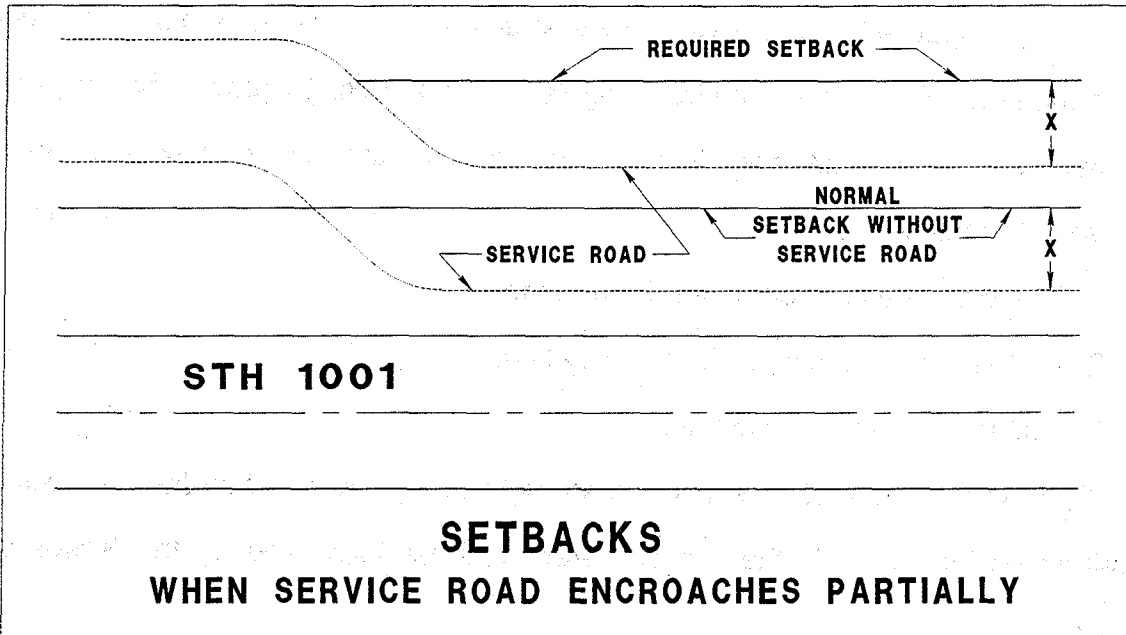 REQUIRED SETBACK
X
NORMAL
SETBACK WITHOUT
SERVICE ROAD
SERVICE ROAD
X
STH 1001
SETBACKS
WHEN SERVICE ROAD ENCROACHES PARTIALLY